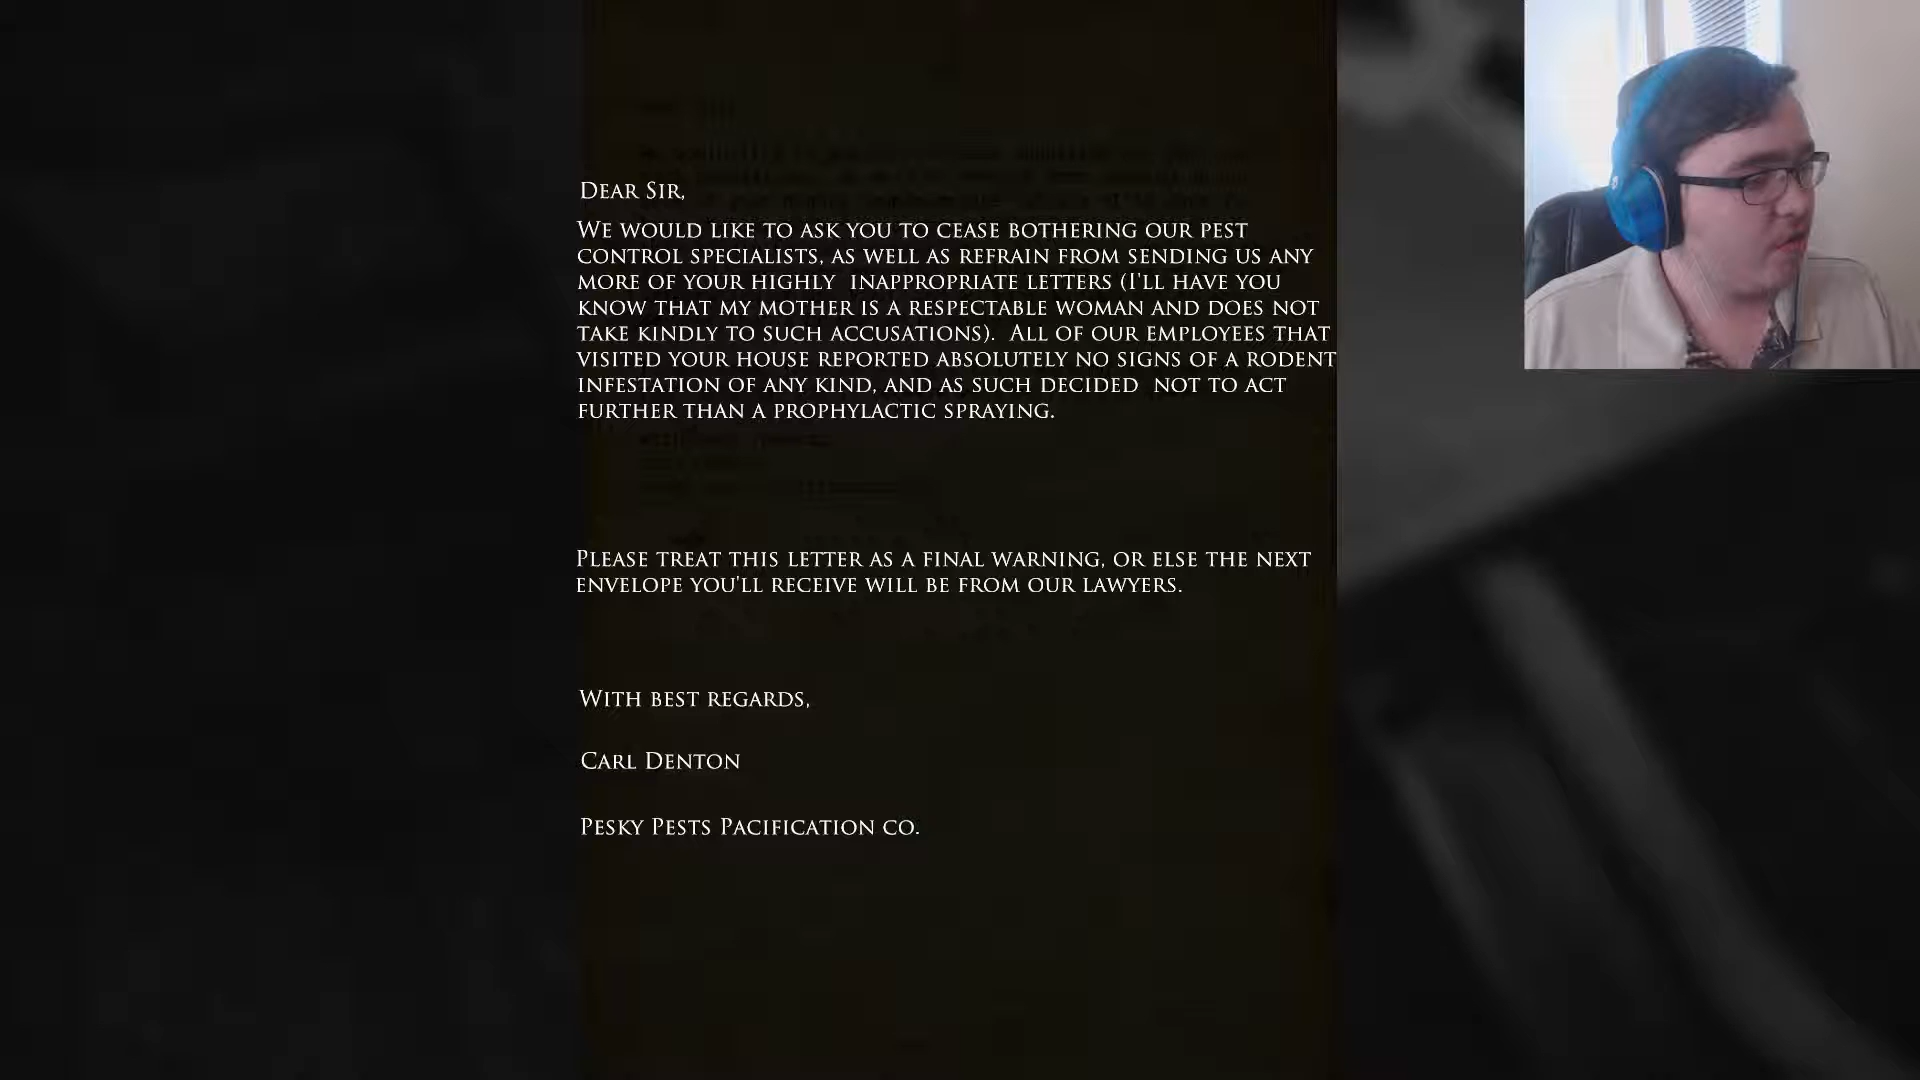 Dear Sir,
We would like to ask you to cease bothering our pest
control specialists, as well as refrain from sending us any
more of your highly  inappropriate letters (I'll have you
know that my mother is a respectable woman and does not
take kindly to such accusations).  All of our employees that
visited your house reported absolutely no signs of a rodent
infestation of any kind, and as such decided  not to act
further than a prophylactic spraying.
Please treat this letter as a final warning, or else the next
envelope you'll receive will be from our lawyers.
With best regards,
Carl Denton
Pesky Pests Pacification co.